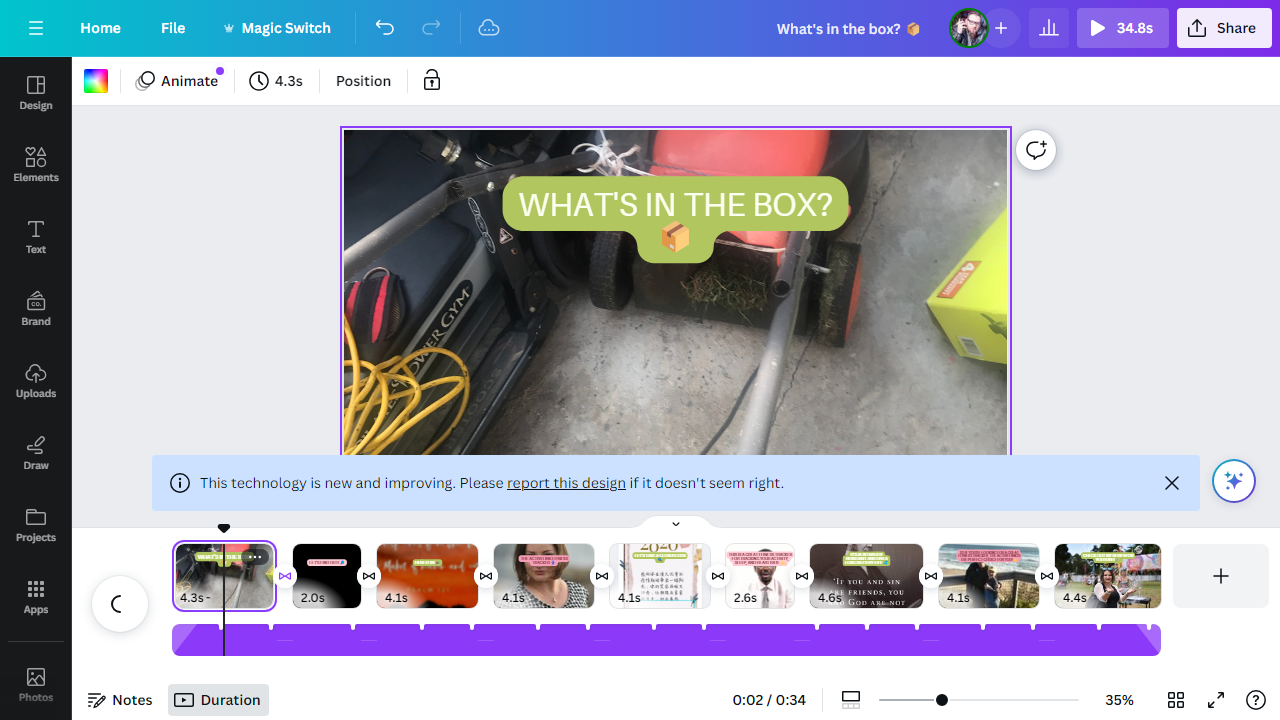 Home
File
Magic Switch
What's in the box? 📦
34.8s
Share
Animate
4.3s
Position
Design
Elements
Text
CO.
Brand
Uploads
Draw
Projects
Apps
Photos
WHAT'S IN THE BOX?
📦
POWER GYM
This technology is new and improving. Please report this design if it doesn't seem right.
4.3s
2.0s
4.1s
4.1s
2020
4.1s
2.6s
"IF YOU AND SIN
ARE FRIENDS, YOU
AND GOD ARE NOT
4.6s
4.1s
4.4s
Notes
Duration
0:02 / 0:34
35%